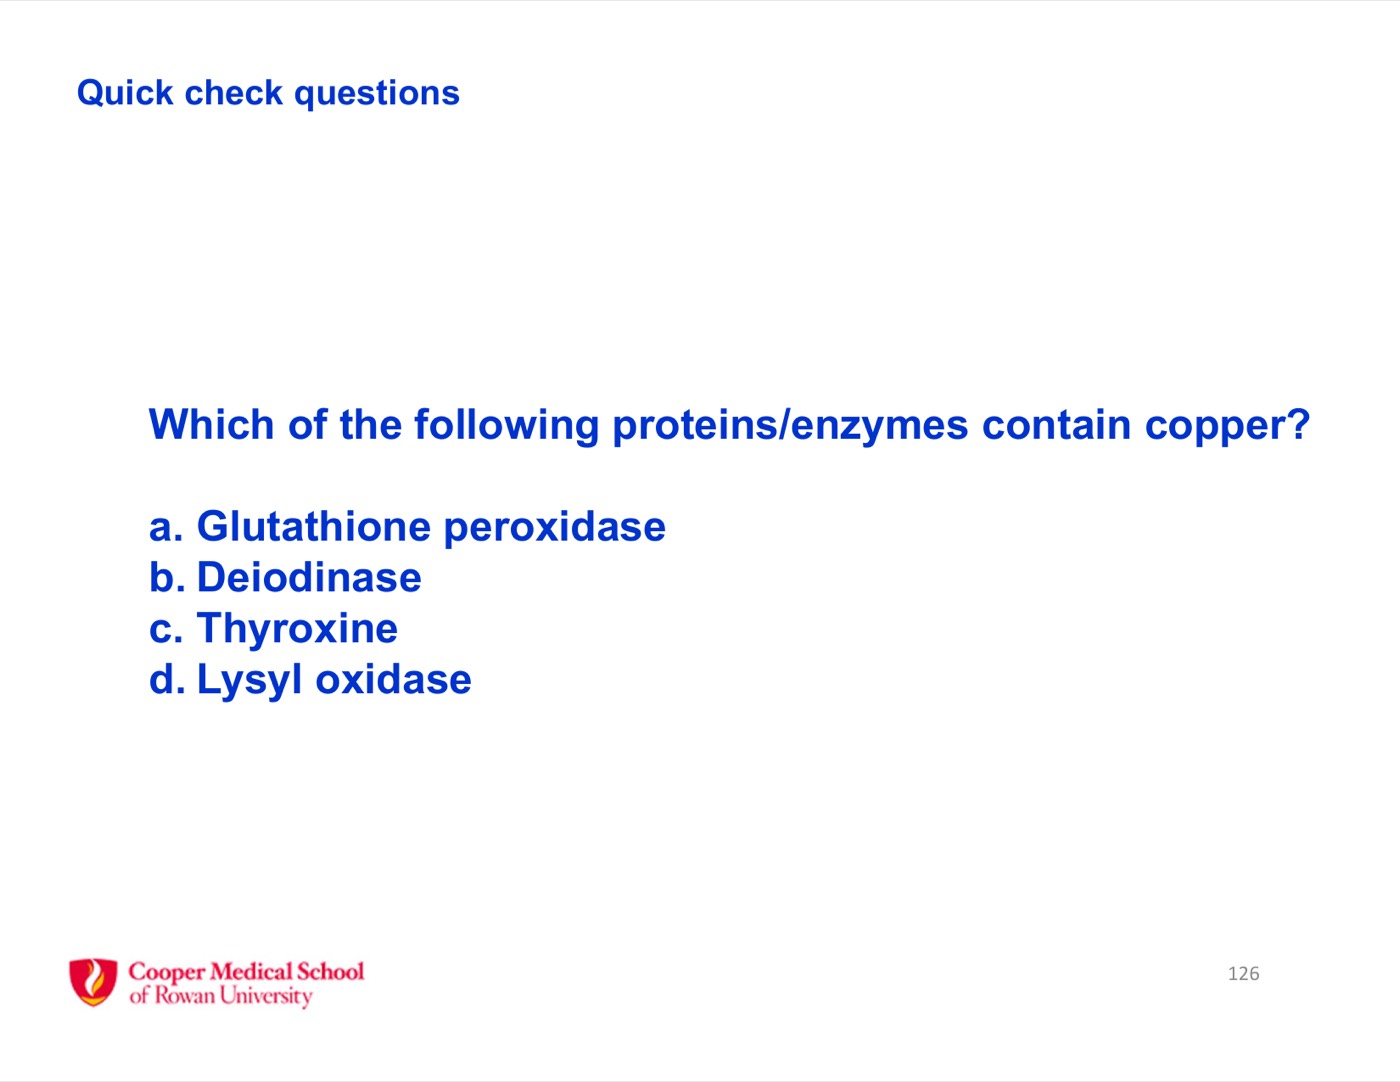 Quick check questions
Which of the following proteins/enzymes contain copper?
a. Glutathione peroxidase
b. Deiodinase
c. Thyroxine
d. Lysyl oxidase
Cooper Medical School
of Rowan University
126